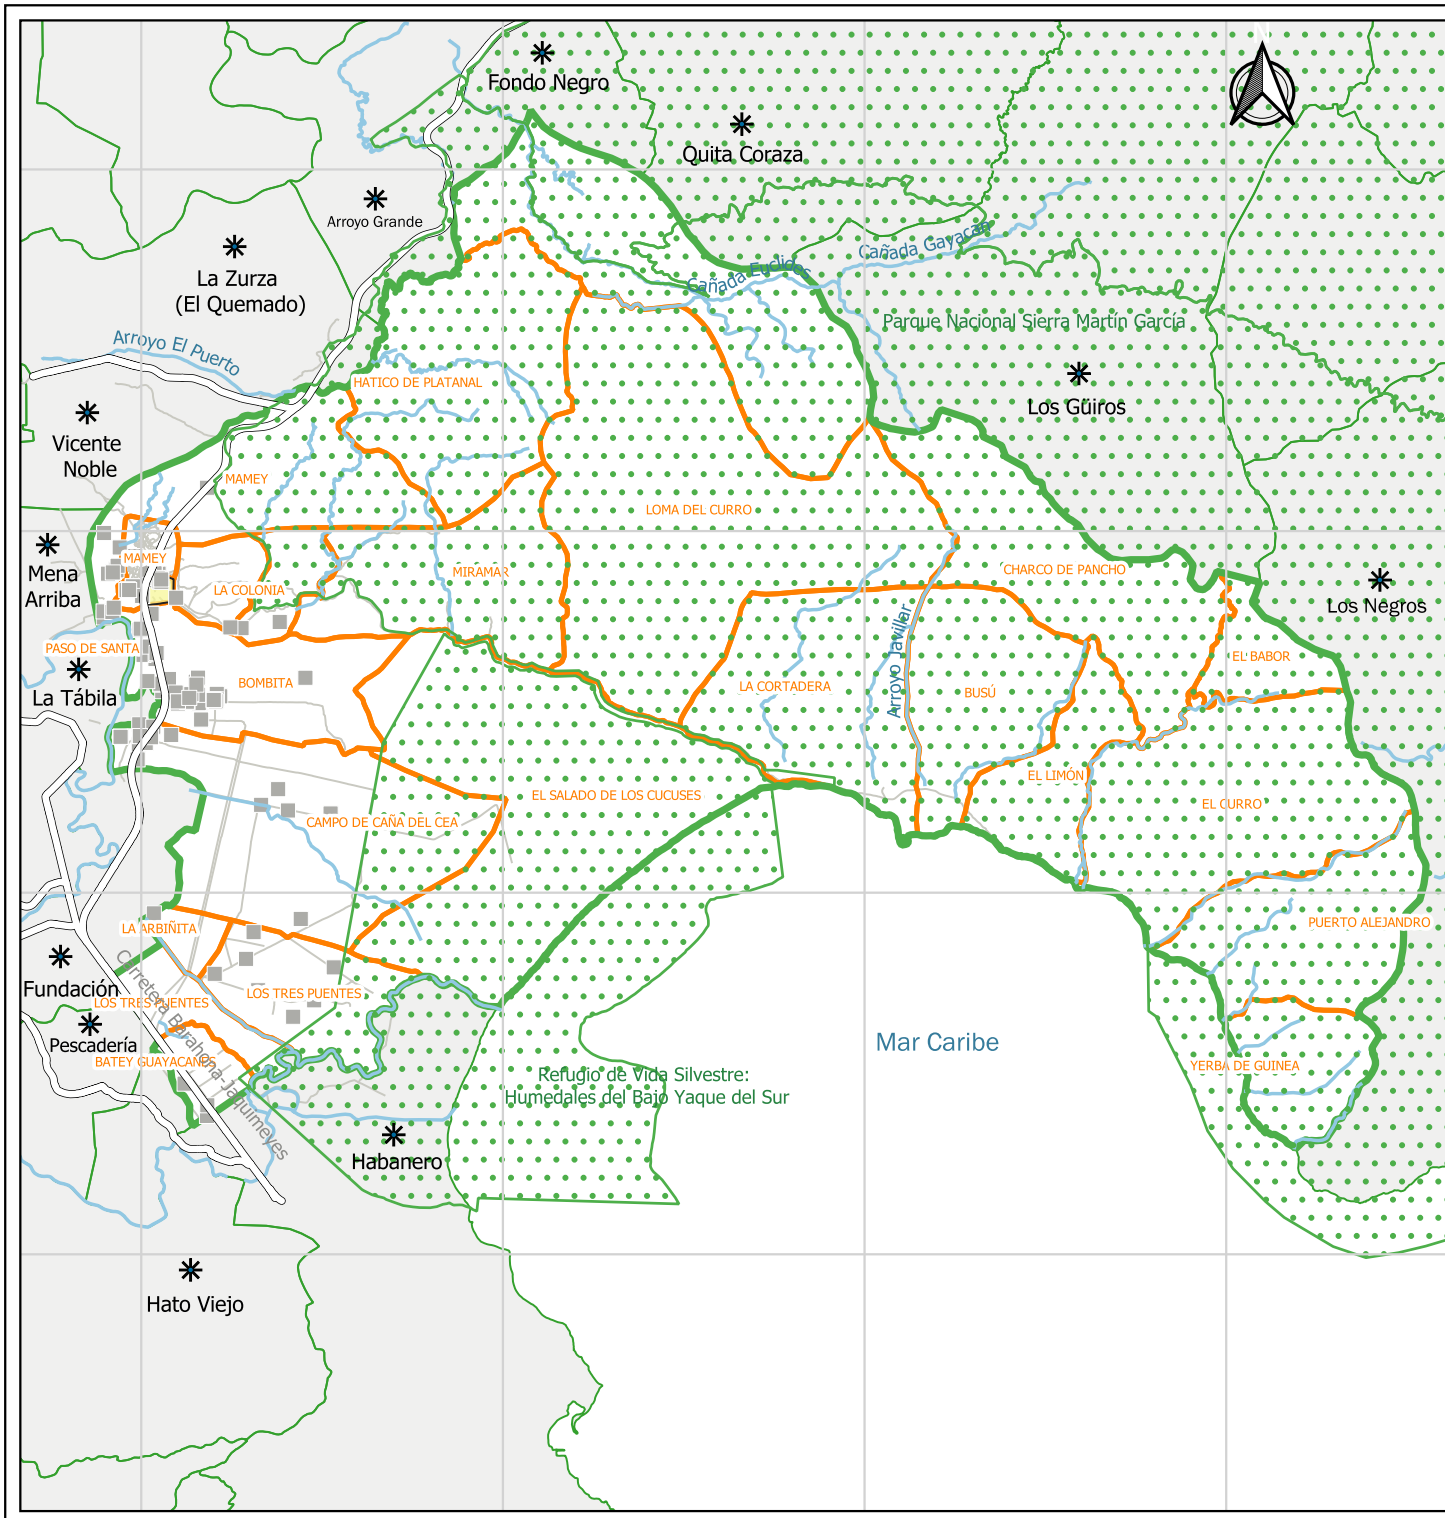 N
Fondo Negro
Quita Coraza
Arroyo Grande
La Zurza
(El Quemado)
Cañada Gayacán
Cañada Euclides
Parque Nacional Sierra Martín García
Arroyo El Puerto
HATICO DE PLATANAL
Los Güiros
Vicente
Noble
MAMEY
LOMA DEL CURRO
MAMEY
Mena
Arriba
MIRAMAR
CHARCO DE PANCHO
LA COLONIA
Los Negros
PASO DE SANTA
Arroyo Javillar
EL BABOR
La Tábila
BOMBITA
LA CORTADERA
BUSÚ
EL LIMÓN
EL SALADO DE LOS CUCUSES
EL CURRO
CAMPO DE CAÑA DEL CEA
LA ARBIÑITA
PUERTO ALEJANDRO
Fundación
LOS TRES PUENTES
LOS TRES PUENTES
Carretera Barahona-Jaquimeyes
Pescadería
Mar Caribe
BATEY GUAYACANES
YERBA DE GUINEA
Refugio de Vida Silvestre:
Humedales del Bajo Yaque del Sur
Habanero
Hato Viejo